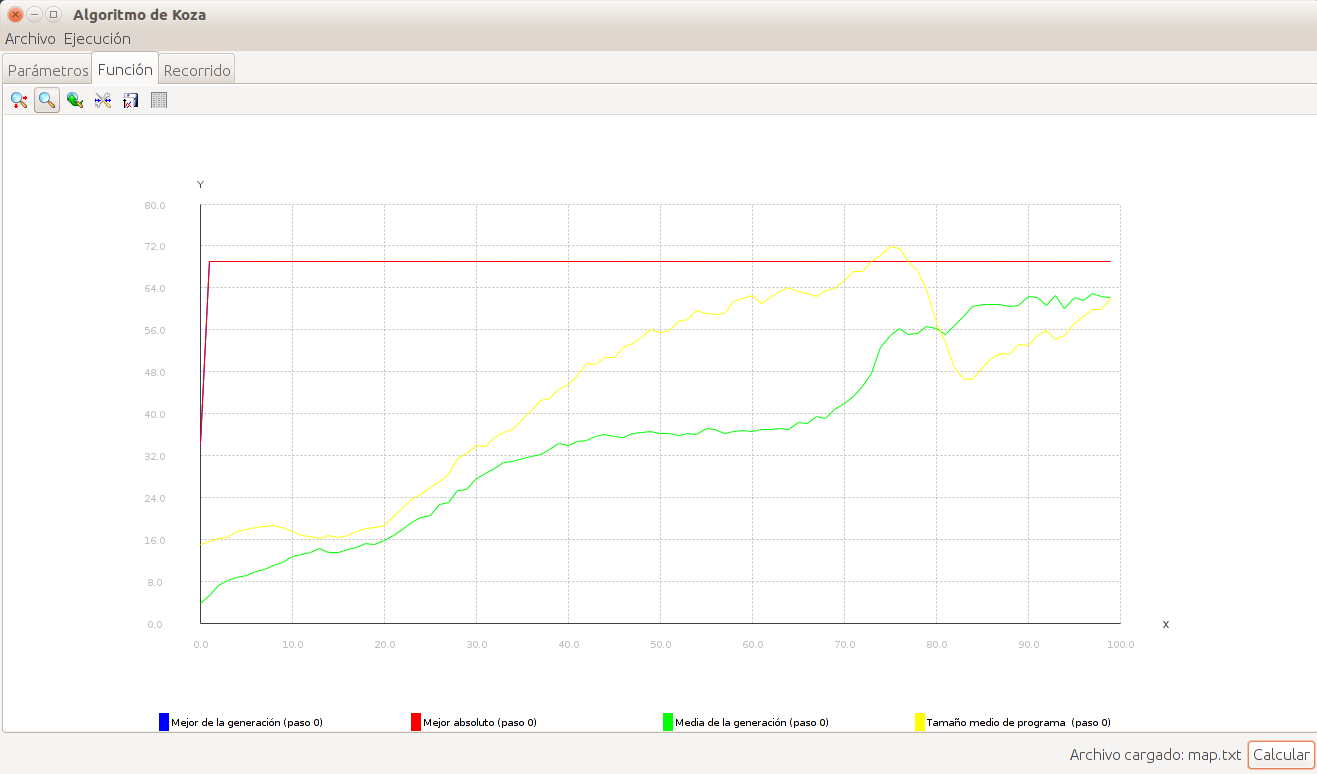 Algoritmo de Koza
Archivo Ejecución
Parámetros Función Recorrido
Y
80.0
72.0
64.0
56.0
48.0
40.0
32.0
24.0
16.0
8.0
0.0
X
0.0 10.0 20.0 30.0 40.0 50.0 60.0 70.0 80.0 90.0 100.0
Mejor de la generación (paso 0) Mejor absoluto (paso 0) Media de la generación (paso 0) Tamaño medio de programa (paso 0)
Archivo cargado: map.txt Calcular